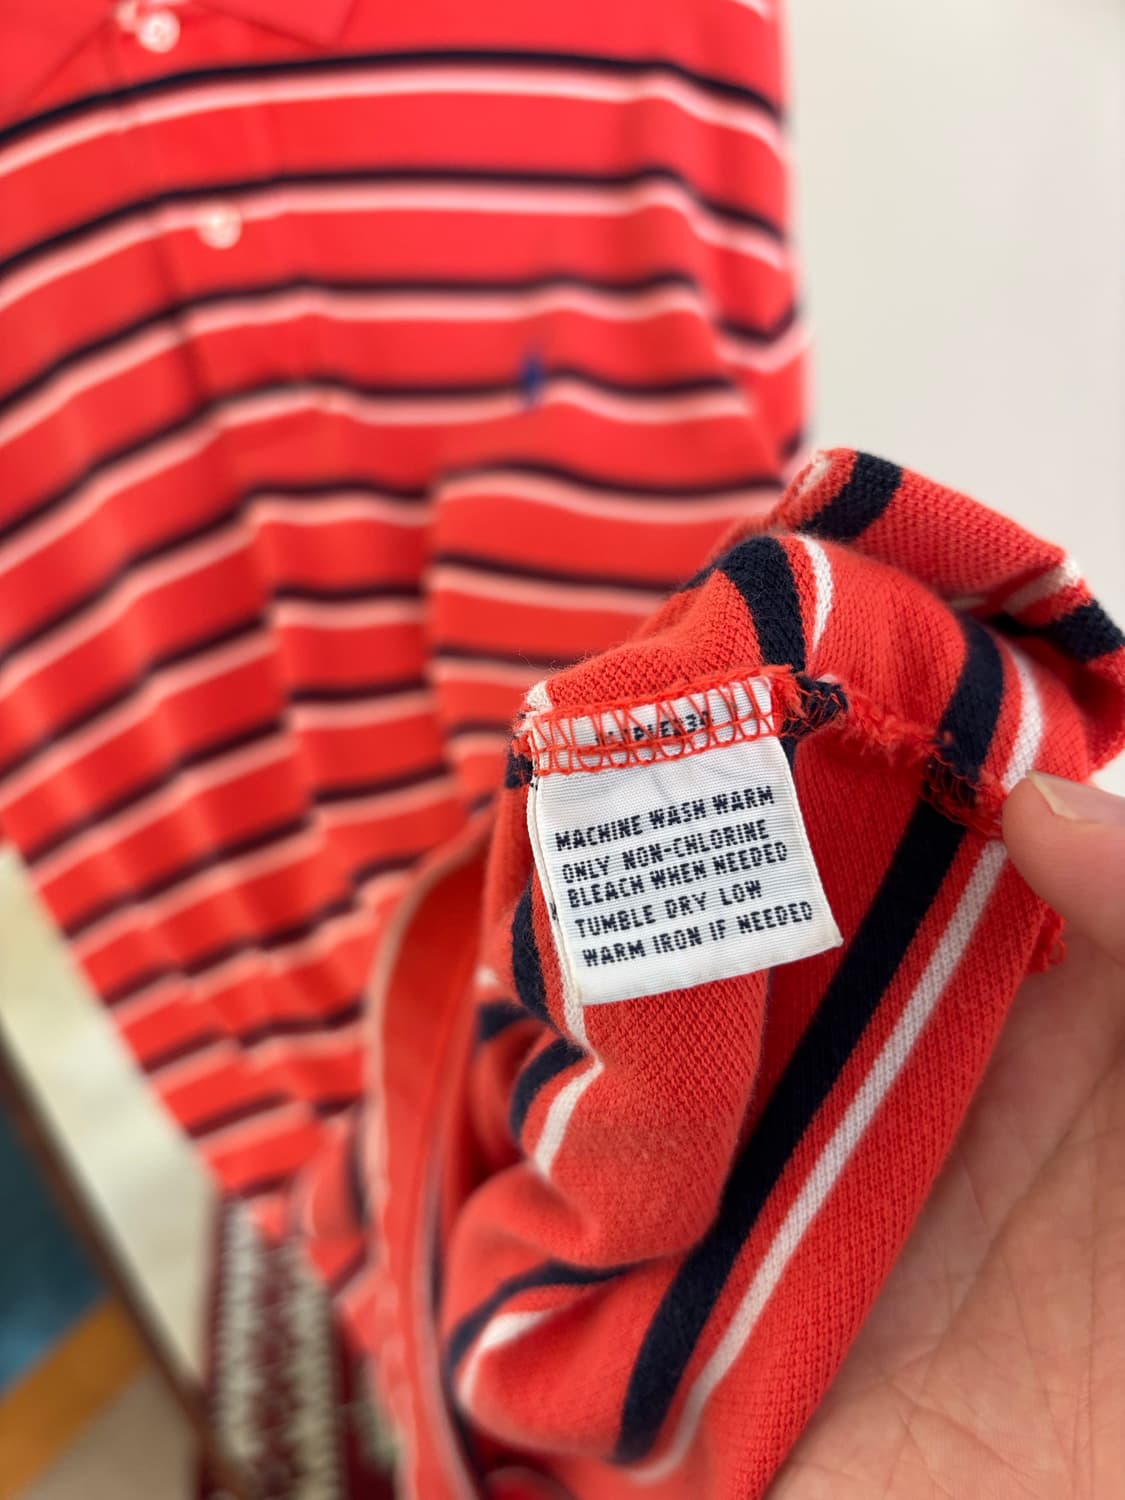 MACHINE WASH WARM
ONLY NON-CHLORINE
BLEACH WHEN NEEDED
TUMBLE DRY LOW
WARM IRON IF NEEDED